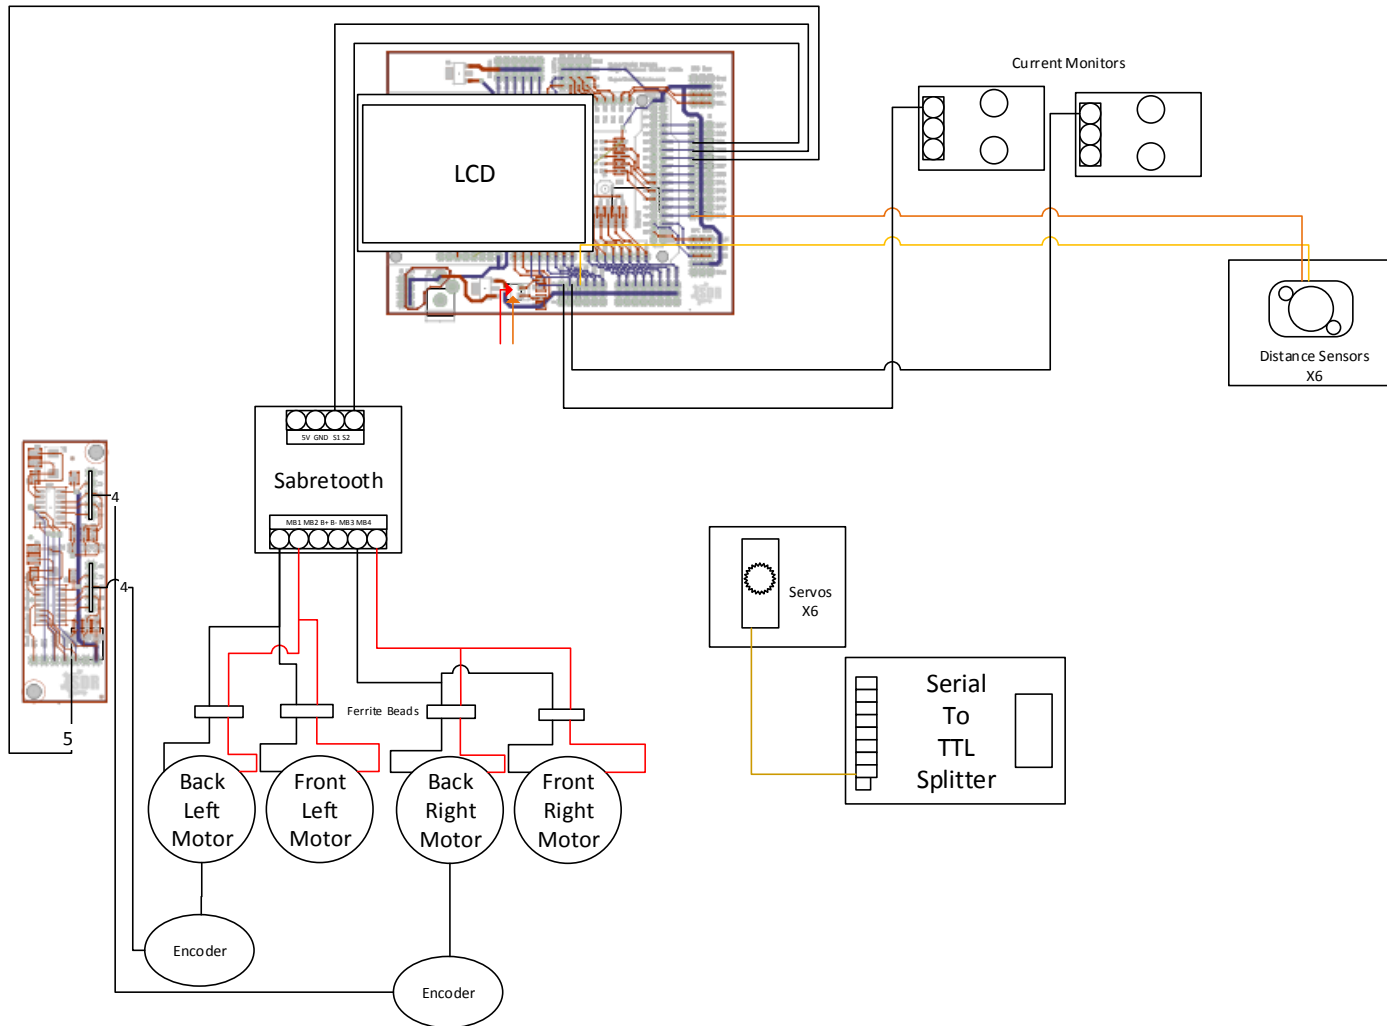 Current Monitors
LCD
Distance Sensors
X6
5V GND S1 S2
Sabretooth
MB1 MB2 B+ B- MB3 MB4
4
4
5
Servos
X6
Serial
To
TTL
Splitter
Ferrite Beads
Back
Left
Motor
Front
Left
Motor
Back
Right
Motor
Front
Right
Motor
Encoder
Encoder